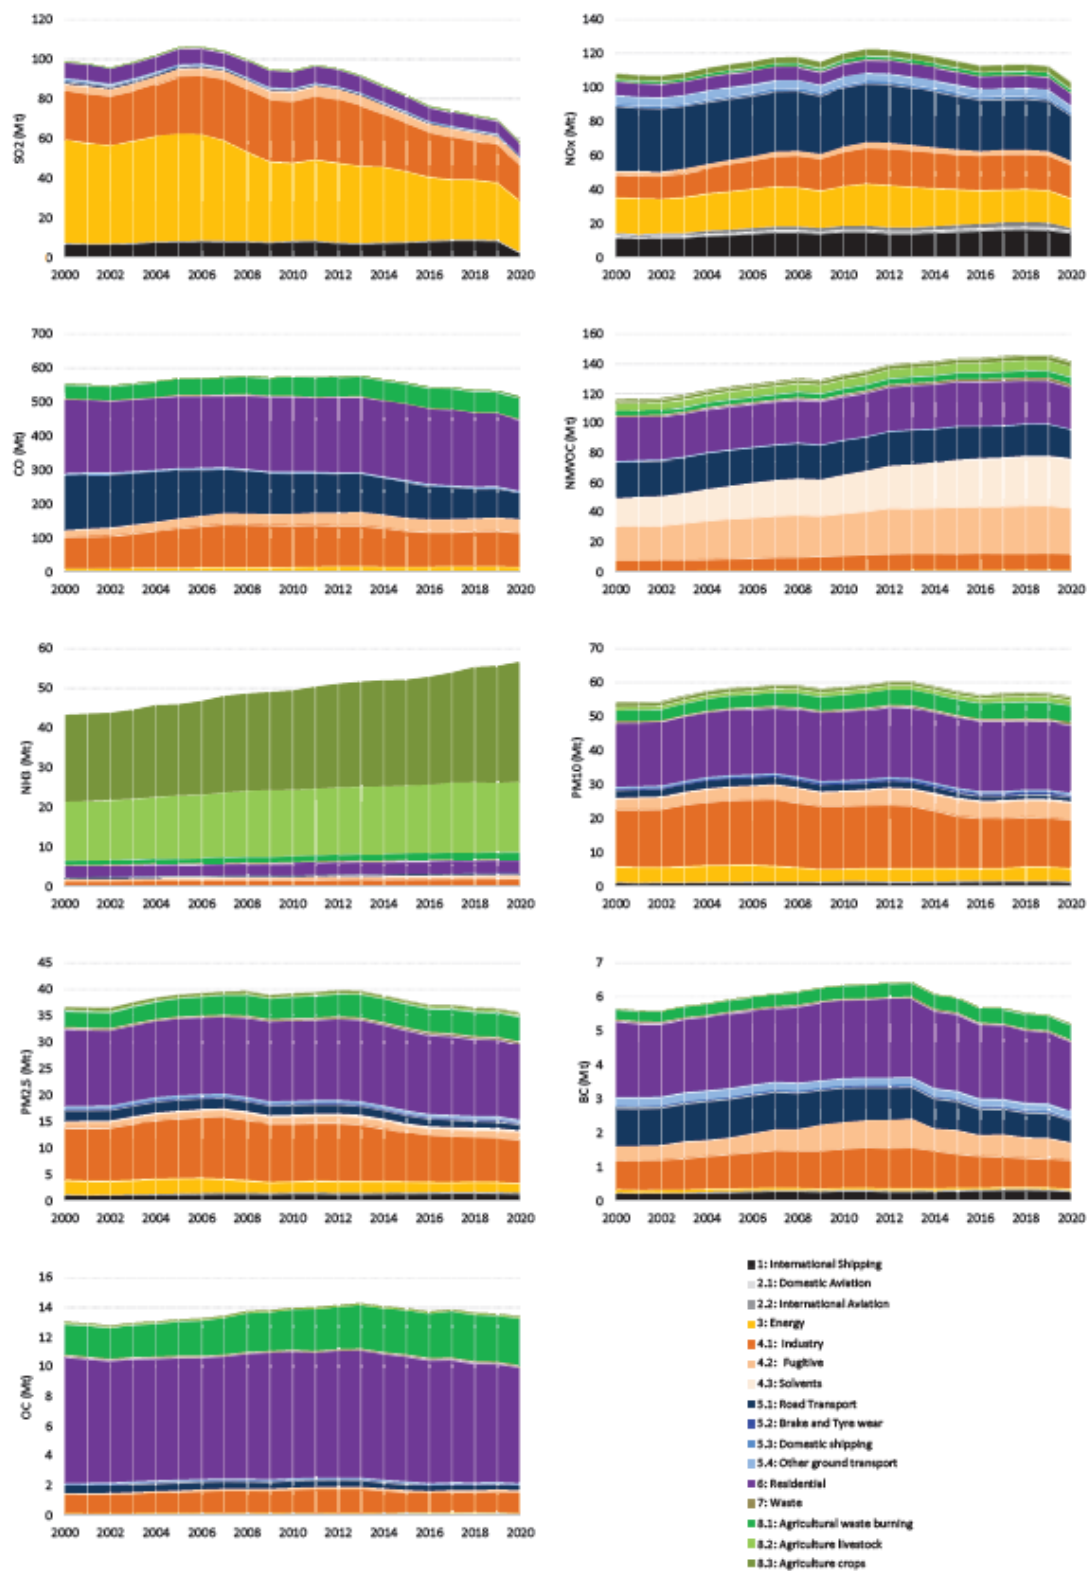 120
100
80
60
40
20
0
SO2 (Mt)
2000 2002 2004 2006 2008 2010 2012 2014 2016 2018 2020
140
120
100
80
60
40
20
0
NOx (Mt)
2000 2002 2004 2006 2008 2010 2012 2014 2016 2018 2020
700
600
500
400
300
200
100
0
CO (Mt)
2000 2002 2004 2006 2008 2010 2012 2014 2016 2018 2020
160
140
120
100
80
60
40
20
0
NMVOC (Mt)
2000 2002 2004 2006 2008 2010 2012 2014 2016 2018 2020
60
50
40
30
20
10
0
NH3 (Mt)
2000 2002 2004 2006 2008 2010 2012 2014 2016 2018 2020
70
60
50
40
30
20
10
0
PM10 (Mt)
2000 2002 2004 2006 2008 2010 2012 2014 2016 2018 2020
45
40
35
30
25
20
15
10
5
0
PM2.5 (Mt)
2000 2002 2004 2006 2008 2010 2012 2014 2016 2018 2020
7
6
5
4
3
2
1
0
BC (Mt)
2000 2002 2004 2006 2008 2010 2012 2014 2016 2018 2020
16
14
12
10
8
6
4
2
0
OC (Mt)
2000 2002 2004 2006 2008 2010 2012 2014 2016 2018 2020
1: International Shipping
2.1: Domestic Aviation
2.2: International Aviation
3: Energy
4.1: Industry
4.2: Fugitive
4.3: Solvents
5.1: Road Transport
5.2: Brake and Tyre wear
5.3: Domestic shipping
5.4: Other ground transport
6: Residential
7: Waste
8.1: Agricultural waste burning
8.2: Agriculture livestock
8.3: Agriculture crops